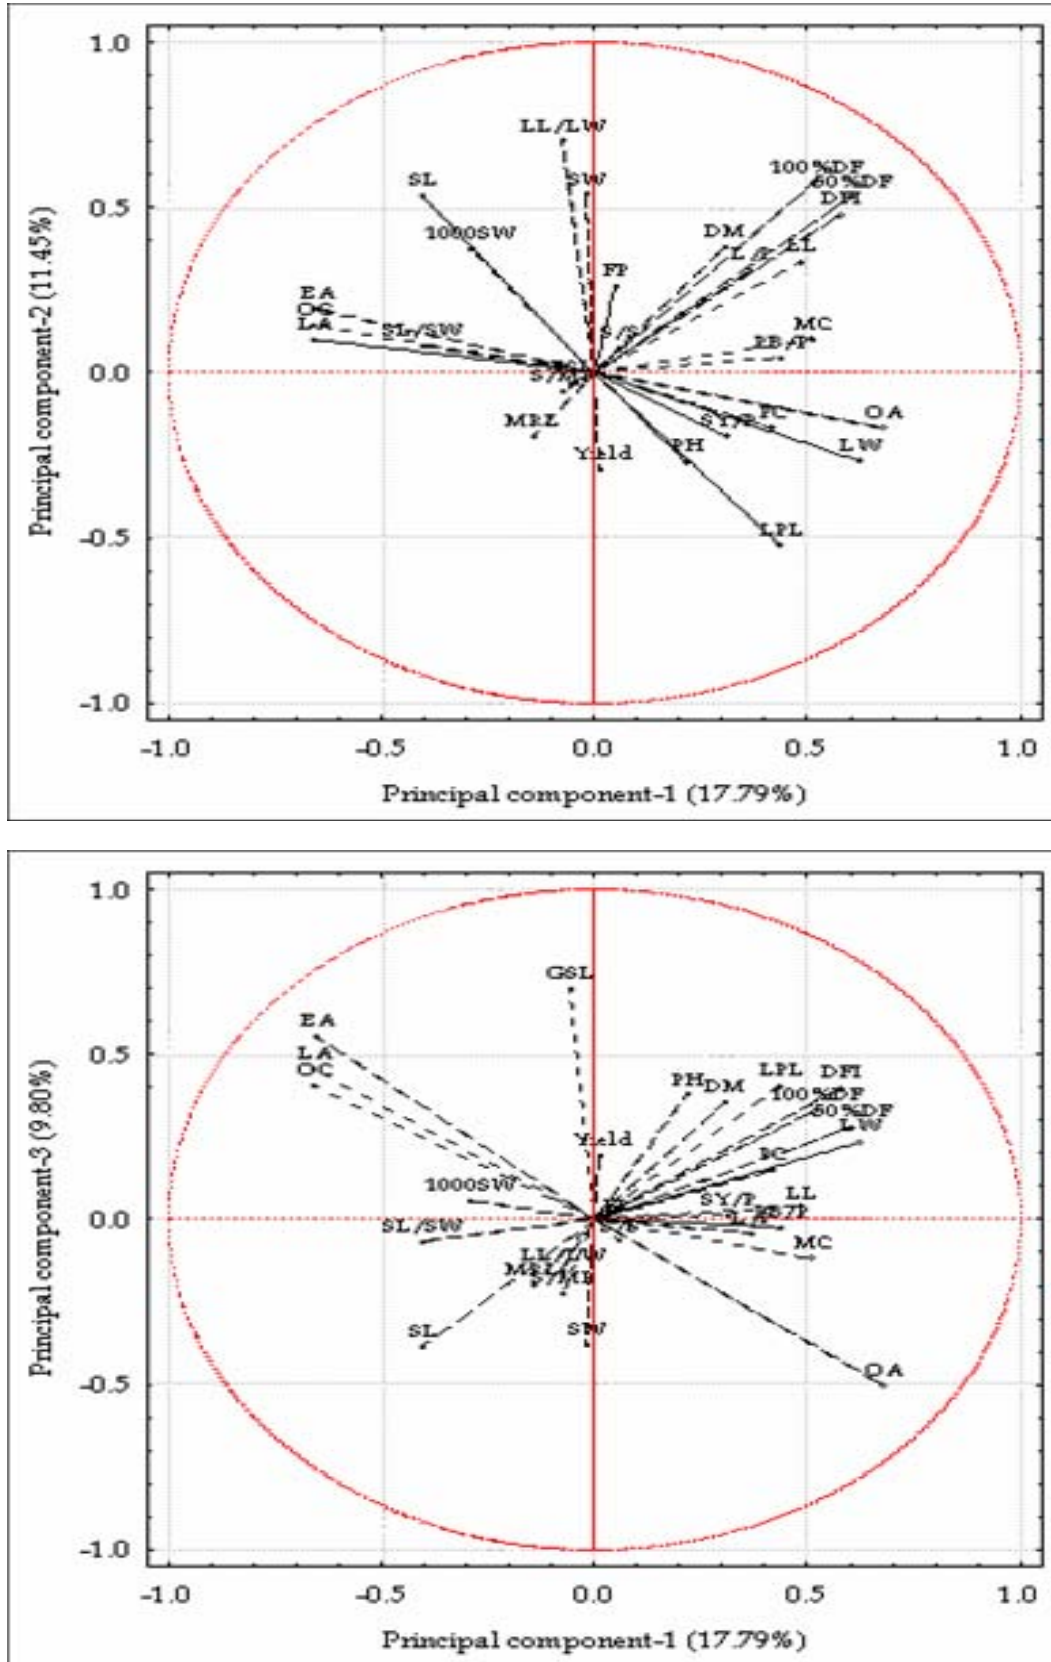 1.0
LL/LW
100%DF
SL
SW
50%DF
0.5
DFI
1000SW
DM
LL
FP
EA
OC
LA
SL/SW
MC
PB/P
0.0
MRL
SY/P
FC
OA
PH
LW
Yield
LPL
-0.5
-1.0
-1.0
-0.5
0.0
0.5
1.0
Principal component-2 (11.45%)
Principal component-1 (17.79%)
1.0
GSL
EA
0.5
LA
OC
PH
DM
LPL
DFI
100%DF
50%DF
LW
Yield
1000SW
SY/P
LL
0.0
SL/SW
MC
LL/LW
S/MP
SL
SW
OA
-0.5
-1.0
-1.0
-0.5
0.0
0.5
1.0
Principal component-3 (9.80%)
Principal component-1 (17.79%)